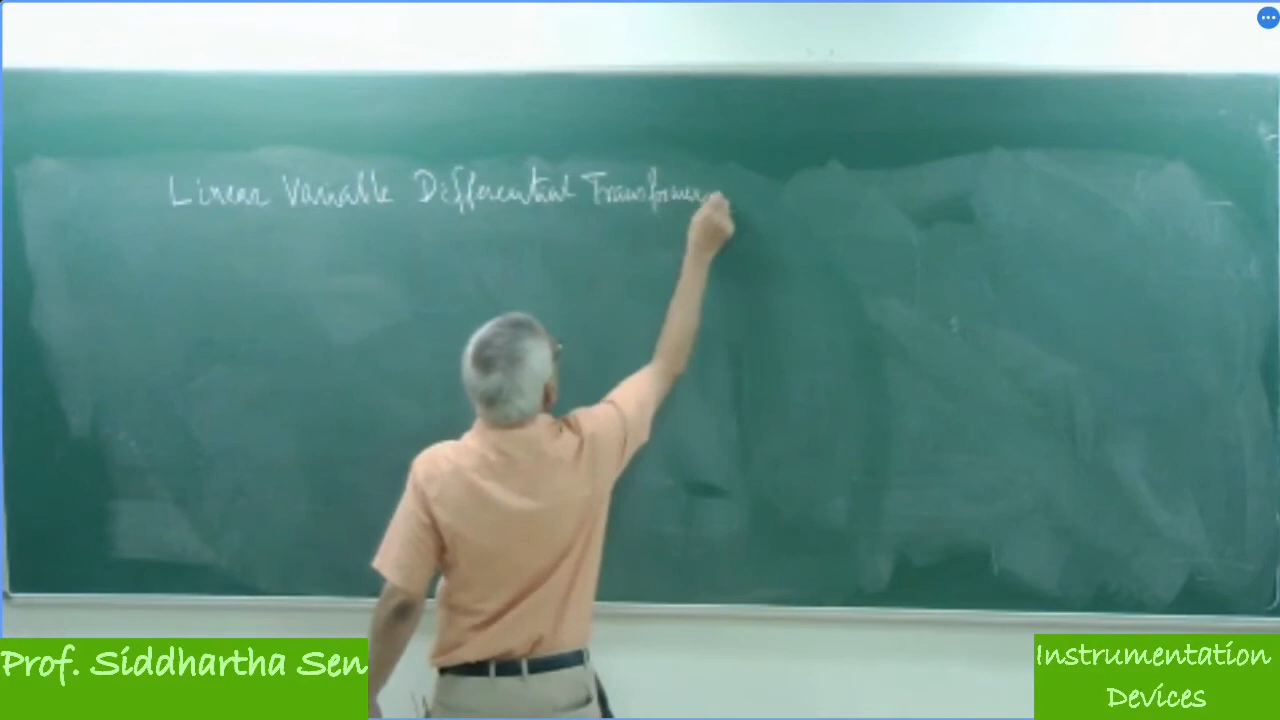 Linear Variable Differential Transformer
Prof. Siddhartha Sen
Instrumentation
Devices